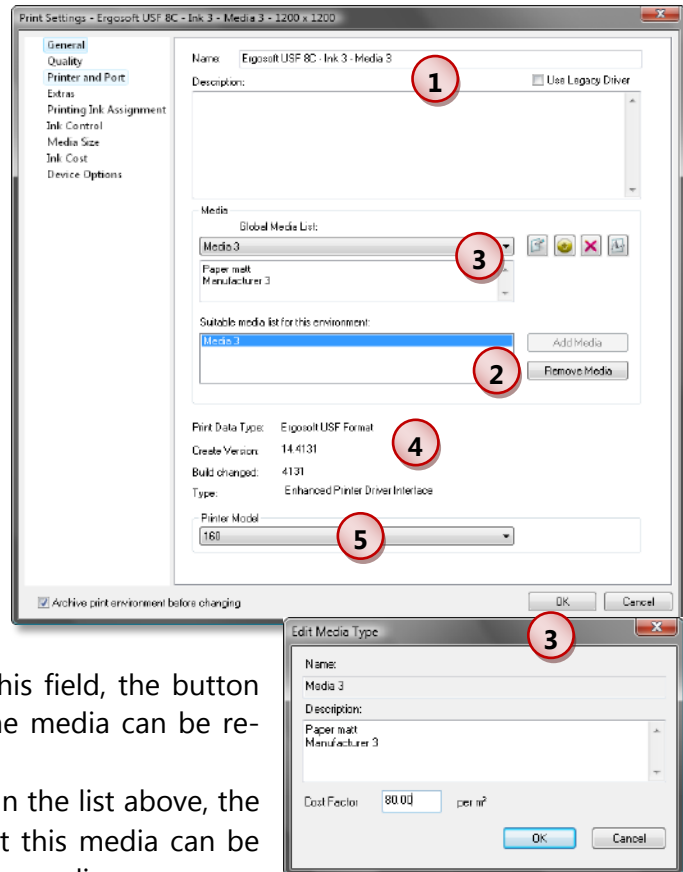 Print Settings - Ergosoft USF 8C - Ink 3 - Media 3 - 1200 x 1200
General
Quality
Printer and Port
Extras
Printing Ink Assignment
Ink Control
Media Size
Ink Cost
Device Options
Name: Ergosoft USF 8C - Ink 3 - Media 3
1
Description:
Use Legacy Driver
Media
Global Media List:
Media 3
3
Paper matt
Manufacturer 3
Suitable media list for this environment:
Media 3
Add Media
2
Remove Media
Print Data Type: Ergosoft USF Format
4
Create Version: 14.4131
Build changed: 4131
Type: Enhanced Printer Driver Interface
Printer Model
160
5
Archive print environment before changing
OK Cancel
Edit Media Type
3
Name:
Media 3
Description:
Paper matt
Manufacturer 3
Cost Factor 80.00 per m²
OK Cancel
his field, the button
e media can be re-
n the list above, the
t this media can be